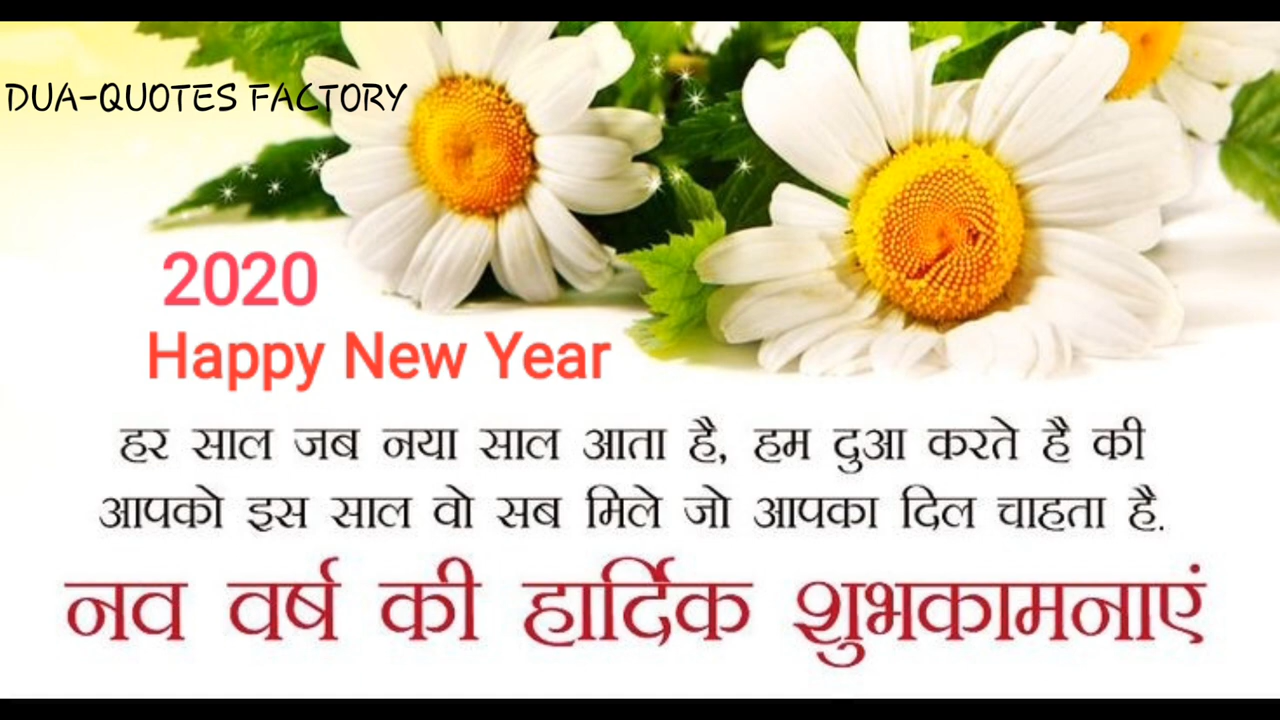 DUA-QUOTES FACTORY
2020
Happy New Year
हर साल जब नया साल आता है, हम दुआ करते है की
आपको इस साल वो सब मिले जो आपका दिल चाहता है.
नव वर्ष की हार्दिक शुभकामनाएं